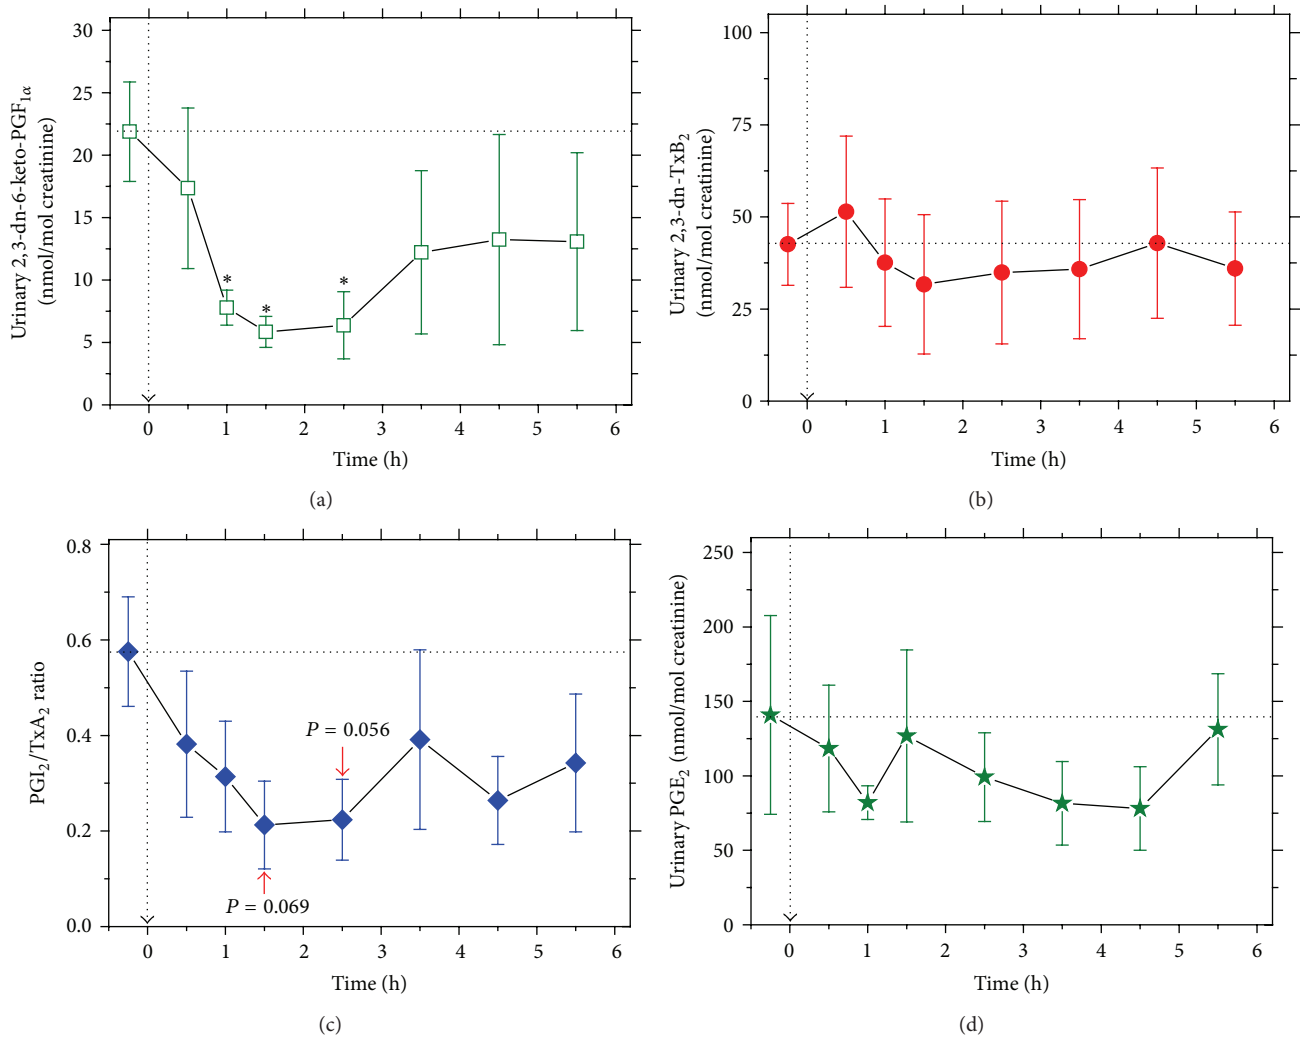 30
25
20
15
10
5
0
Urinary 2,3-dn-6-keto-PGF1α
(nmol/mol creatinine)
*
*
*
0 1 2 3 4 5 6
Time (h)
(a)
100
75
50
25
0
Urinary 2,3-dn-TxB2
(nmol/mol creatinine)
0 1 2 3 4 5 6
Time (h)
(b)
0.8
0.6
0.4
0.2
0.0
PGI2/TxA2 ratio
P = 0.056
P = 0.069
0 1 2 3 4 5 6
Time (h)
(c)
250
200
150
100
50
0
Urinary PGE2 (nmol/mol creatinine)
0 1 2 3 4 5 6
Time (h)
(d)